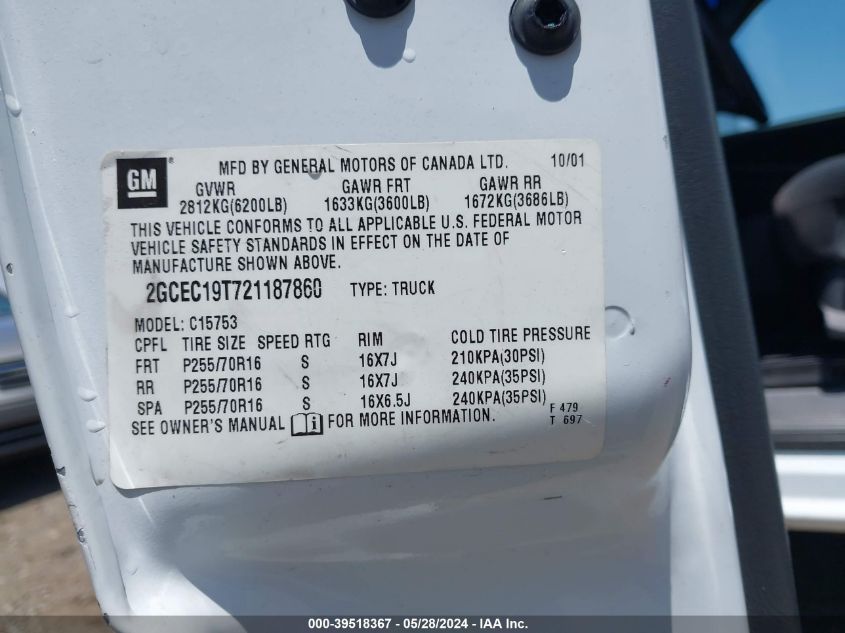 GM
MFD BY GENERAL MOTORS OF CANADA LTD. 10/01
GVWR GAWR FRT GAWR RR
2812KG(6200LB) 1633KG(3600LB) 1672KG(3686LB)
THIS VEHICLE CONFORMS TO ALL APPLICABLE U.S. FEDERAL MOTOR
VEHICLE SAFETY STANDARDS IN EFFECT ON THE DATE OF
MANUFACTURE SHOWN ABOVE.
2GCEC19T721187860 TYPE: TRUCK
MODEL: C15753
CPFL TIRE SIZE SPEED RTG RIM COLD TIRE PRESSURE
FRT P255/70R16 S 16X7J 210KPA(30PSI)
RR P255/70R16 S 16X7J 240KPA(35PSI)
SPA P255/70R16 S 16X6.5J 240KPA(35PSI)
SEE OWNER'S MANUAL i FOR MORE INFORMATION.
F 479
T 697
000-39518367 - 05/28/2024 - IAA Inc.